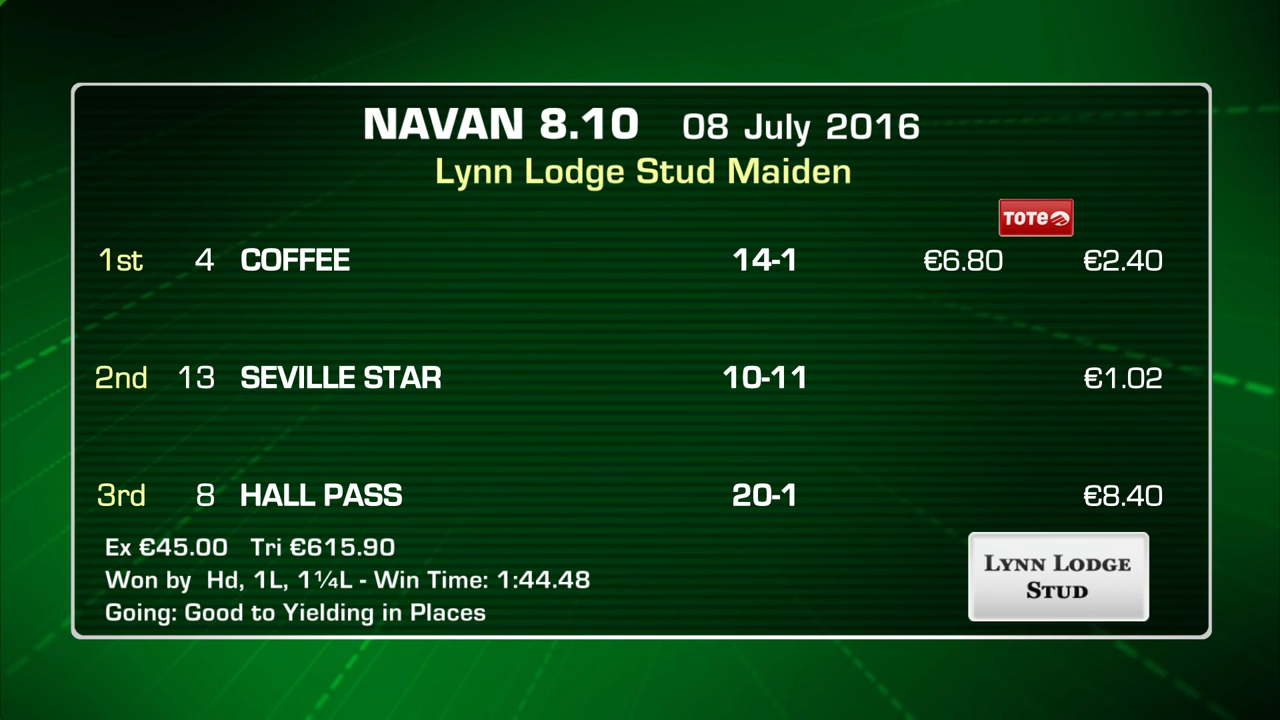 NAVAN 8.10 08 July 2016
Lynn Lodge Stud Maiden
TOTE
1st 4 COFFEE 14-1 €6.80 €2.40
2nd 13 SEVILLE STAR 10-11 €1.02
3rd 8 HALL PASS 20-1 €8.40
Ex €45.00 Tri €615.90
Won by Hd, 1L, 1¼L - Win Time: 1:44.48
Going: Good to Yielding in Places
LYNN LODGE
STUD